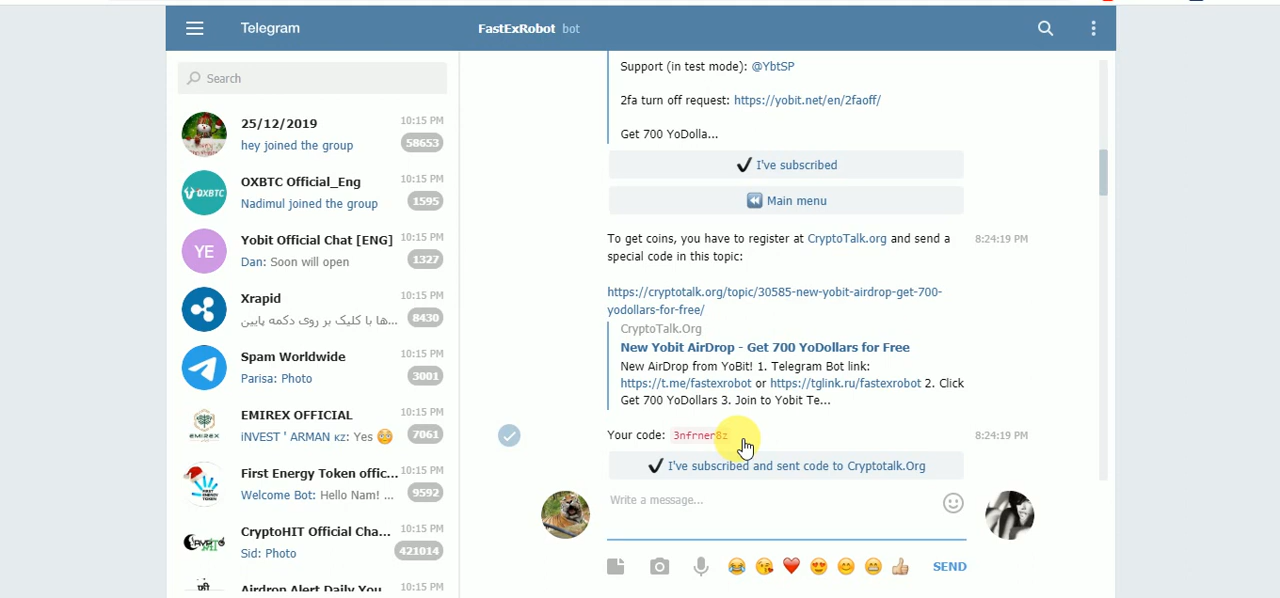 Telegram
FastExRobot bot
Search
25/12/2019 10:15 PM
hey joined the group 58653
OXBTC Official_Eng 10:15 PM
Nadimul joined the group 1595
YE
Yobit Official Chat [ENG] 10:15 PM
Dan: Soon will open 1327
Xrapid 10:15 PM
ها با کلیک بر روی دکمه پایین... 8430
Spam Worldwide 10:15 PM
Parisa: Photo 3001
EMIREX OFFICIAL 10:15 PM
iNVEST ' ARMAN KZ: Yes 😳 7061
First Energy Token offic... 10:15 PM
Welcome Bot: Hello Nam! ... 9592
CryptoHIT Official Cha... 10:15 PM
Sid: Photo 421014
Airdrop Alert Daily You 10:15 PM
Support (in test mode): @YbtSP
2fa turn off request: https://yobit.net/en/2faoff/
Get 700 YoDolla...
✔ I've subscribed
⏪ Main menu
To get coins, you have to register at CryptoTalk.org and send a 8:24:19 PM
special code in this topic:
https://cryptotalk.org/topic/30585-new-yobit-airdrop-get-700-
yodollars-for-free/
CryptoTalk.Org
New Yobit AirDrop - Get 700 YoDollars for Free
New AirDrop from YoBit! 1. Telegram Bot link:
https://t.me/fastexrobot or https://tglink.ru/fastexrobot 2. Click
Get 700 YoDollars 3. Join to Yobit Te...
Your code: 3nfrner8z 8:24:19 PM
✔ I've subscribed and sent code to Cryptotalk.Org
Write a message...
SEND